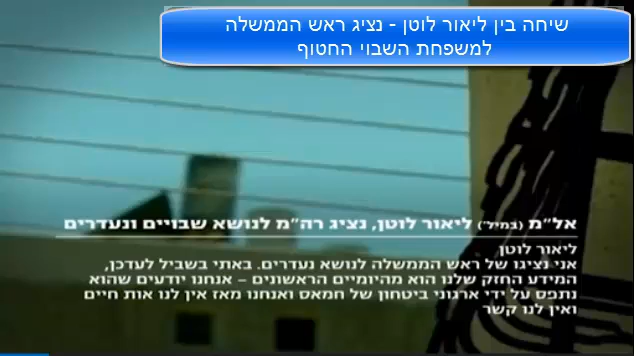 שיחה בין ליאור לוטן - נציג ראש הממשלה
למשפחת השבוי החטוף
אל"מ (במיל') ליאור לוטן, נציג רה"מ לנושא שבויים ונעדרים
ליאור לוטן
אני נציגו של ראש הממשלה לנושא נעדרים. באתי בשביל לעדכן,
המידע החזק שלנו הוא מהיומיים הראשונים – אנחנו יודעים שהוא
נתפס על ידי ארגוני ביטחון של חמאס ואנחנו מאז אין לנו אות חיים
ואין לנו קשר